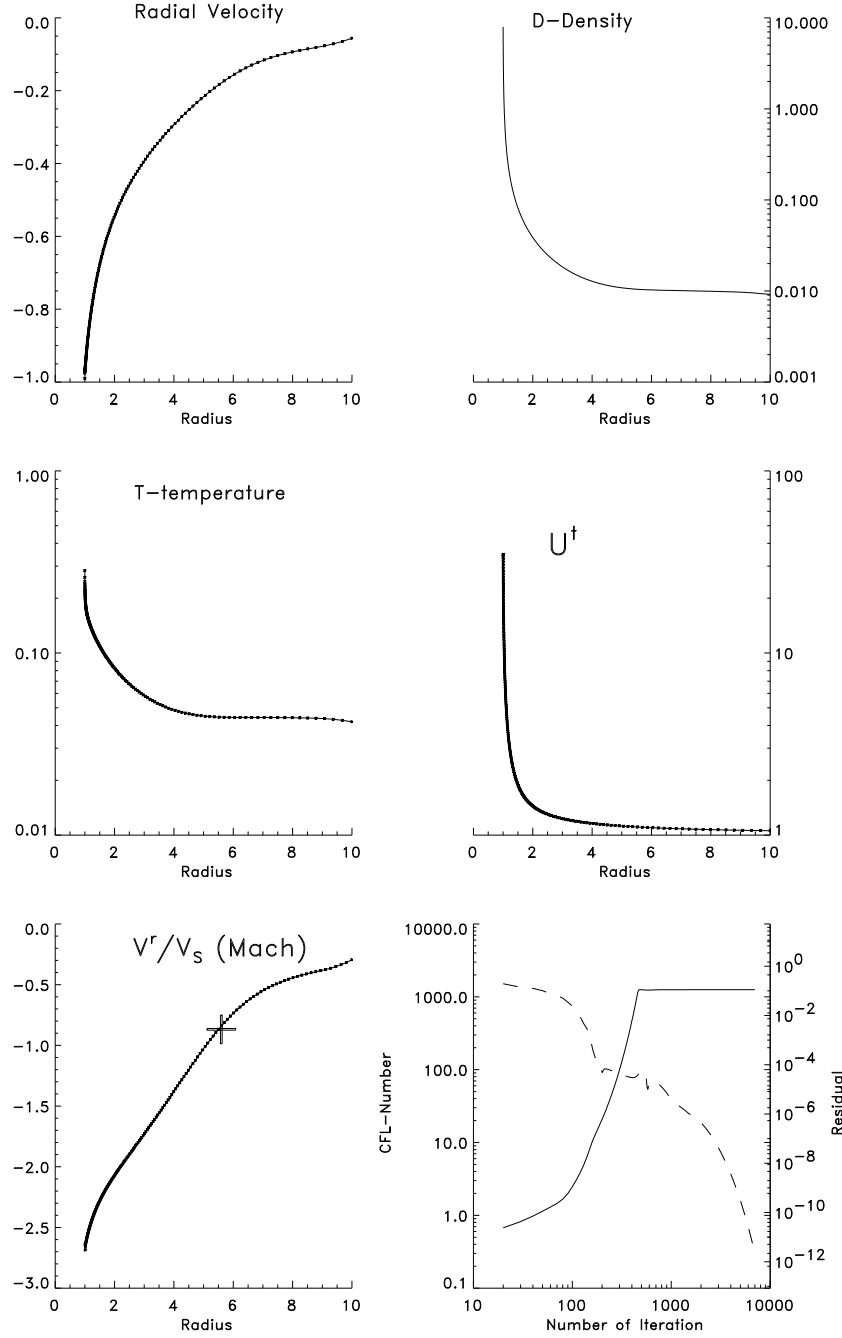 Radial Velocity
0.0
−0.2
−0.4
−0.6
−0.8
−1.0
0 2 4 6 8 10
Radius
D−Density
10.000
1.000
0.100
0.010
0.001
0 2 4 6 8 10
Radius
T−temperature
1.00
0.10
0.01
0 2 4 6 8 10
Radius
U^t
100
10
1
0 2 4 6 8 10
Radius
V^r/V_S (Mach)
0.0
−0.5
−1.0
−1.5
−2.0
−2.5
−3.0
0 2 4 6 8 10
Radius
10000.0
1000.0
100.0
10.0
1.0
0.1
CFL−Number
10^0
10^−2
10^−4
10^−6
10^−8
10^−10
10^−12
Residual
10 100 1000 10000
Number of Iteration